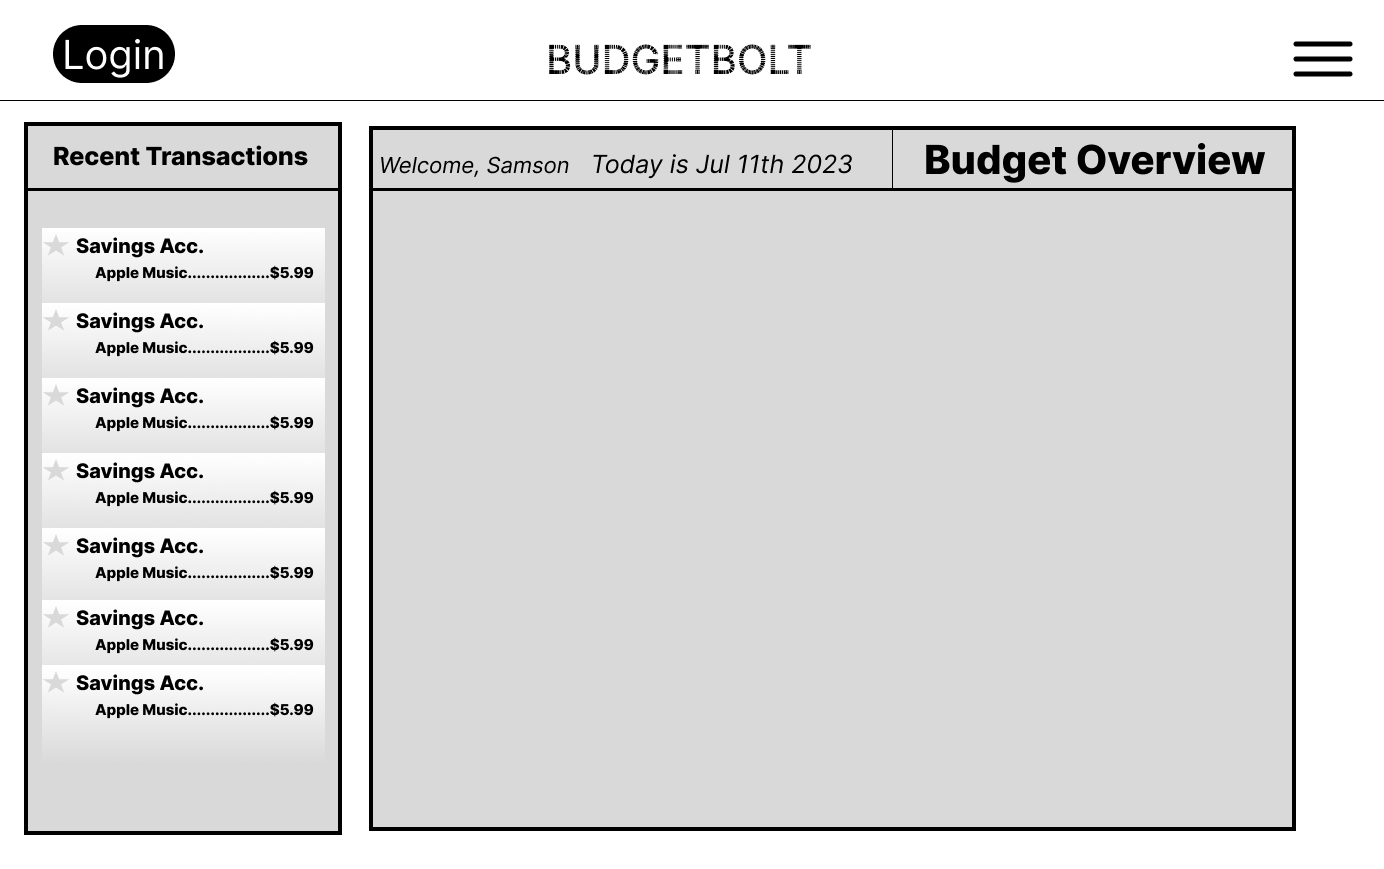 Login
BUDGETBOLT
Recent Transactions
Savings Acc.
Apple Music..................$5.99
Savings Acc.
Apple Music..................$5.99
Savings Acc.
Apple Music..................$5.99
Savings Acc.
Apple Music..................$5.99
Savings Acc.
Apple Music..................$5.99
Savings Acc.
Apple Music..................$5.99
Savings Acc.
Apple Music..................$5.99
Welcome, Samson Today is Jul 11th 2023
Budget Overview